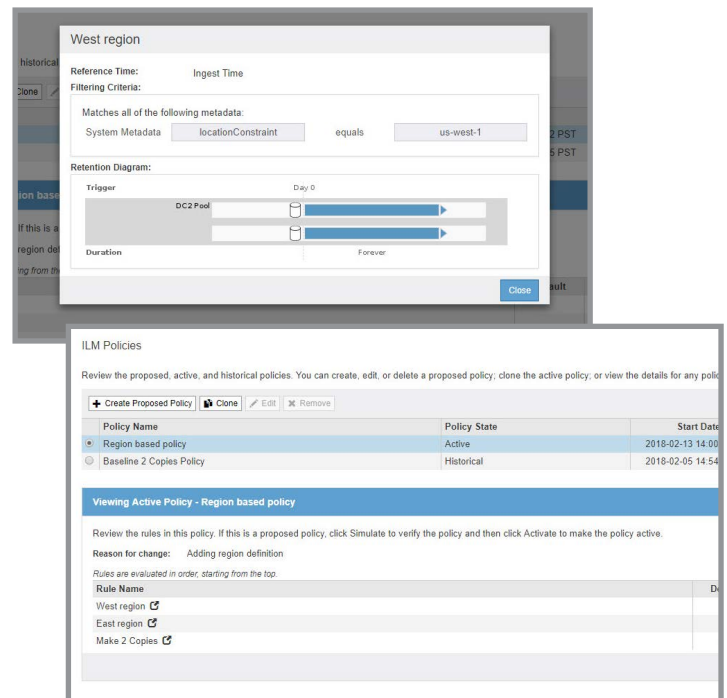 West region
historical
Reference Time: Ingest Time
Clone
Filtering Criteria:
Matches all of the following metadata:
System Metadata locationConstraint equals us-west-1
2 PST
5 PST
Retention Diagram:
Trigger Day 0
ion base
DC2 Pool
If this is a
region def
Duration Forever
ing from the
Close
ault
ILM Policies
Review the proposed, active, and historical policies. You can create, edit, or delete a proposed policy; clone the active policy; or view the details for any polic
Create Proposed Policy Clone Edit Remove
Policy Name Policy State Start Date
Region based policy Active 2018-02-13 14:00
Baseline 2 Copies Policy Historical 2018-02-05 14:54
Viewing Active Policy - Region based policy
Review the rules in this policy. If this is a proposed policy, click Simulate to verify the policy and then click Activate to make the policy active.
Reason for change: Adding region definition
Rules are evaluated in order, starting from the top.
Rule Name De
West region
East region
Make 2 Copies